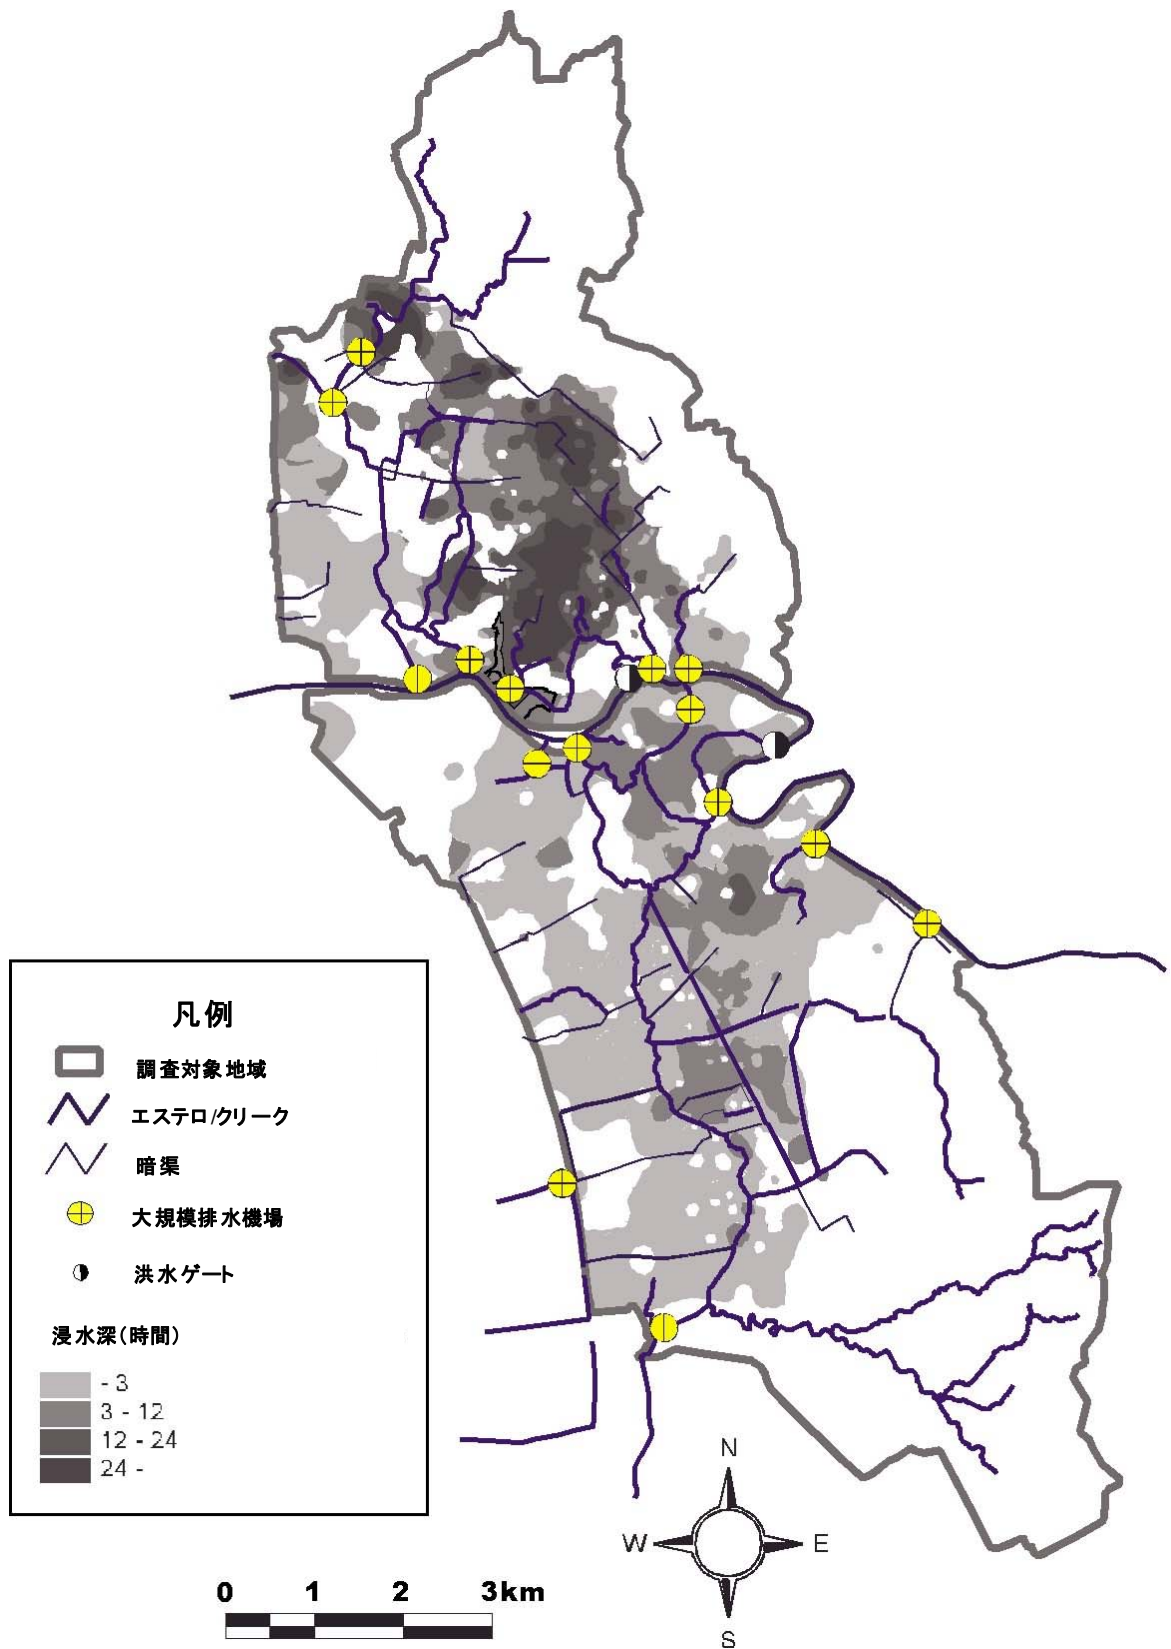 凡例
調査対象地域
エステロ/クリーク
暗渠
大規模排水機場
洪水ゲート
浸水深(時間)
- 3
3 - 12
12 - 24
24 -
N
W E
S
0 1 2 3km